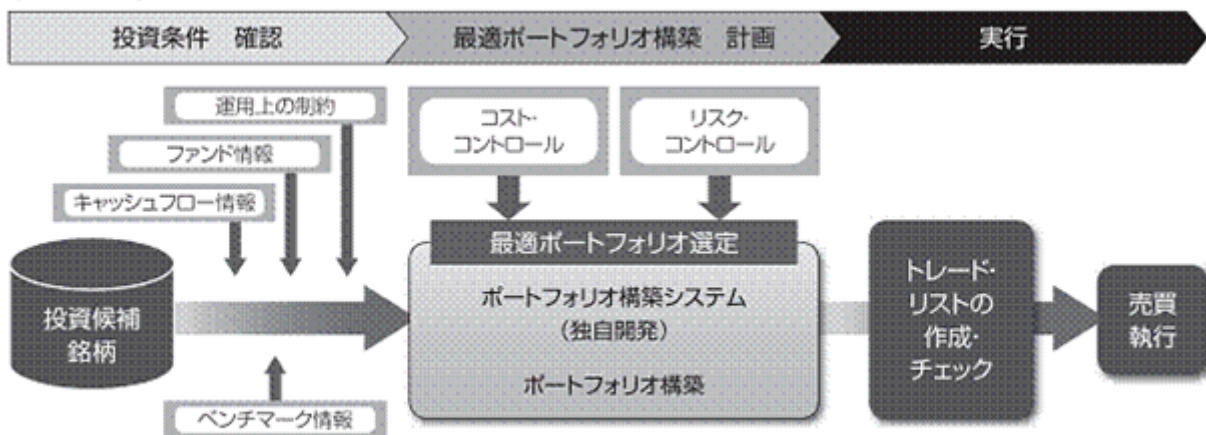 投資条件　確認
最適ポートフォリオ構築　計画
実行
運用上の制約
ファンド情報
キャッシュフロー情報
コスト・
コントロール
リスク・
コントロール
投資候補
銘柄
ベンチマーク情報
最適ポートフォリオ選定
ポートフォリオ構築システム
（独自開発）
ポートフォリオ構築
トレード・
リストの
作成・
チェック
売買
執行